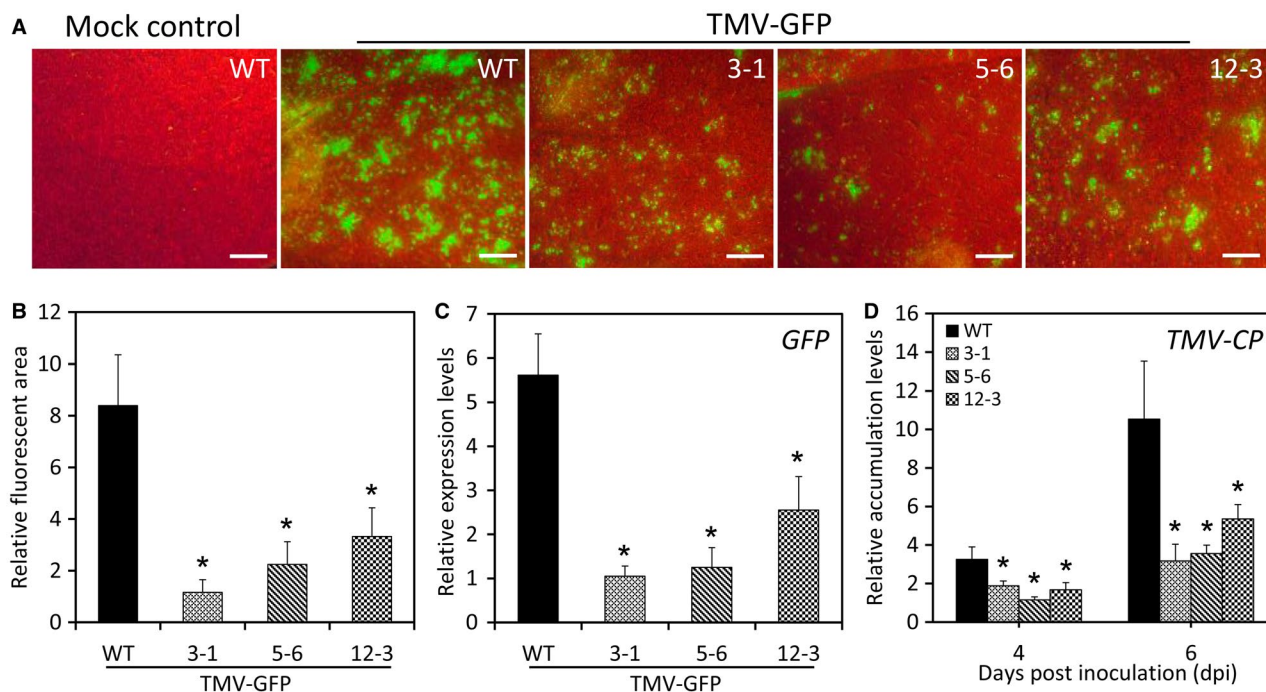 A
Mock control
TMV-GFP
WT
WT
3-1
5-6
12-3
B
Relative fluorescent area
12
10
8
6
4
2
0
WT 3-1 5-6 12-3
TMV-GFP
C
GFP
Relative expression levels
7
6
5
4
3
2
1
0
WT 3-1 5-6 12-3
TMV-GFP
D
TMV-CP
Relative accumulation levels
16
14
12
10
8
6
4
2
0
WT
3-1
5-6
12-3
* * *
* * *
* * *
* * *
4 6
Days post inoculation (dpi)